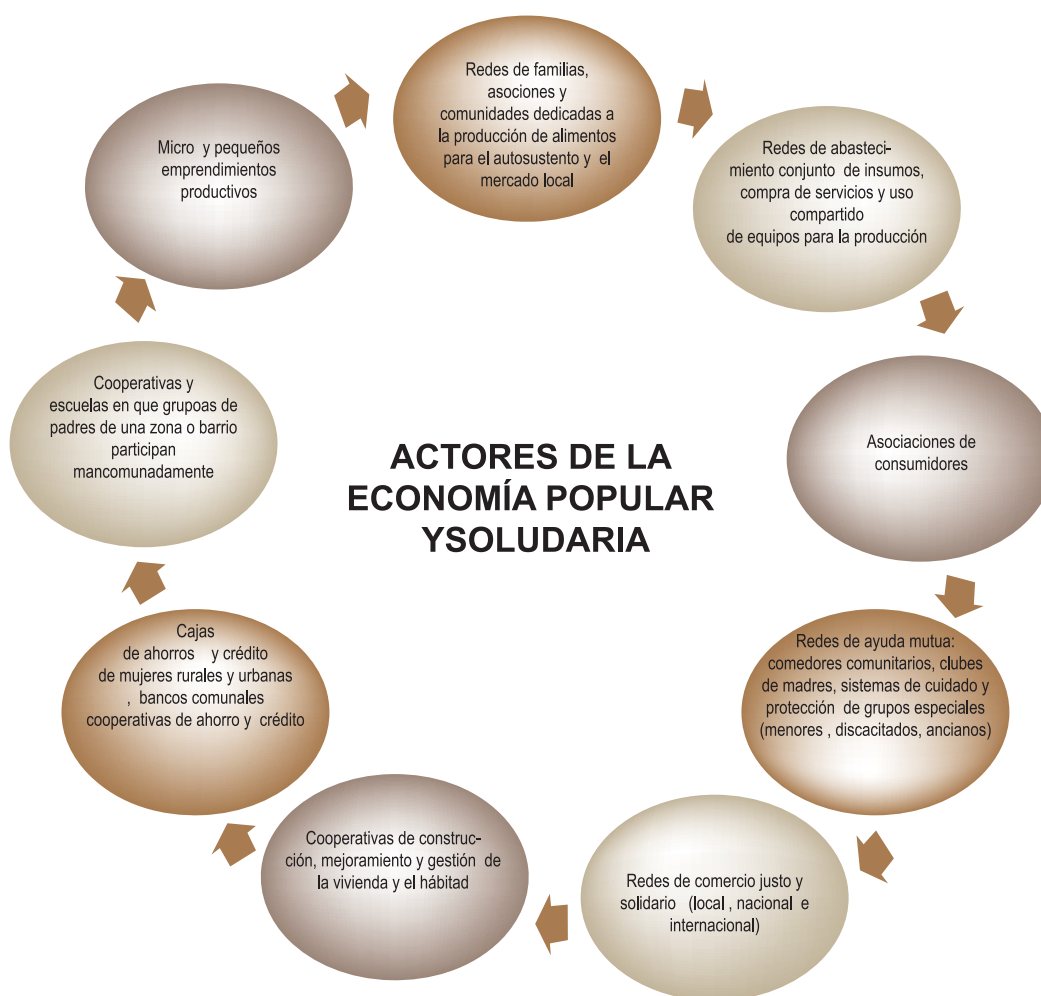 Redes de familias,
asociones y
comunidades dedicadas a
la producción de alimentos
para el autosustento y el
mercado local
Redes de abasteci-
miento conjunto de insumos,
compra de servicios y uso
compartido
de equipos para la producción
Asociaciones de
consumidores
Redes de ayuda mutua:
comedores comunitarios, clubes
de madres, sistemas de cuidado y
protección de grupos especiales
(menores , discacitados, ancianos)
Redes de comercio justo y
solidario (local , nacional e
internacional)
Cooperativas de construc-
ción, mejoramiento y gestión de
la vivienda y el hábitad
Cajas
de ahorros y crédito
de mujeres rurales y urbanas
, bancos comunales
cooperativas de ahorro y crédito
Cooperativas y
escuelas en que grupoas de
padres de una zona o barrio
participan
mancomunadamente
Micro y pequeños
emprendimientos
productivos
ACTORES DE LA
ECONOMÍA POPULAR
YSOLUDARIA